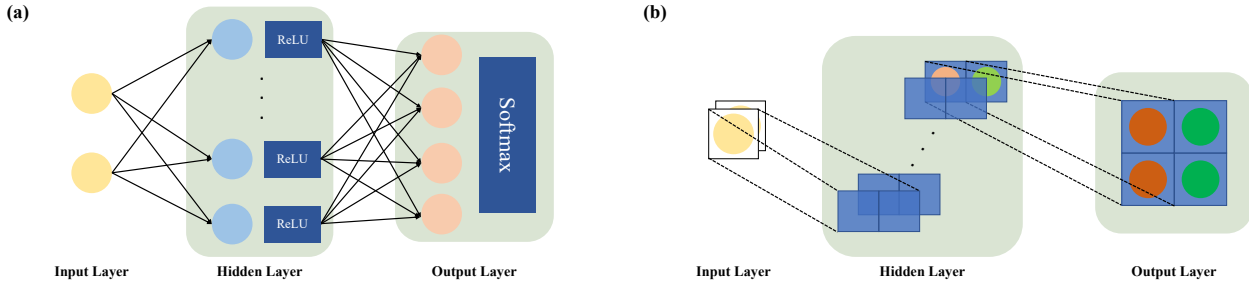 (a)
ReLU
ReLU
ReLU
Softmax
Input Layer
Hidden Layer
Output Layer
(b)
Input Layer
Hidden Layer
Output Layer